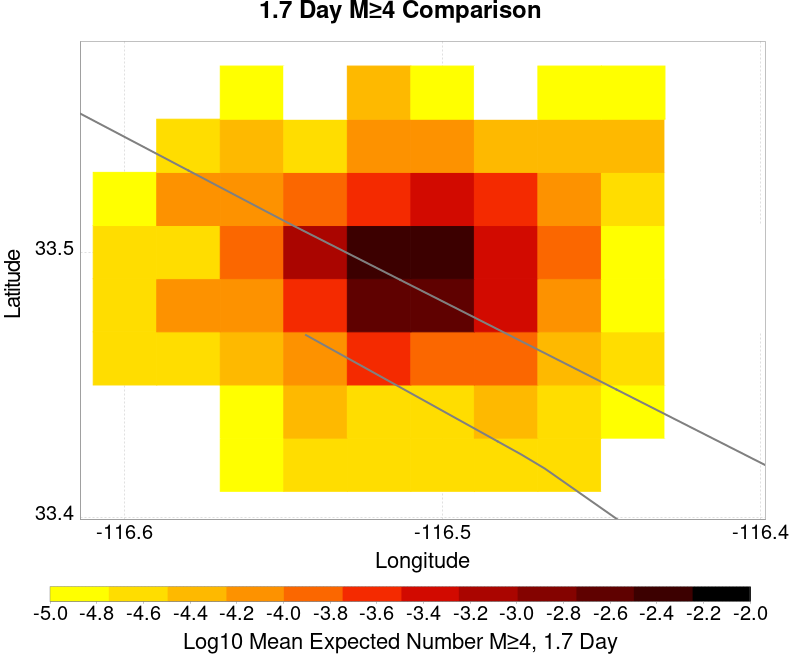 1.7 Day M≥4 Comparison
Latitude
33.5
33.4
-116.6 -116.5 -116.4
Longitude
-5.0 -4.8 -4.6 -4.4 -4.2 -4.0 -3.8 -3.6 -3.4 -3.2 -3.0 -2.8 -2.6 -2.4 -2.2 -2.0
Log10 Mean Expected Number M≥4, 1.7 Day